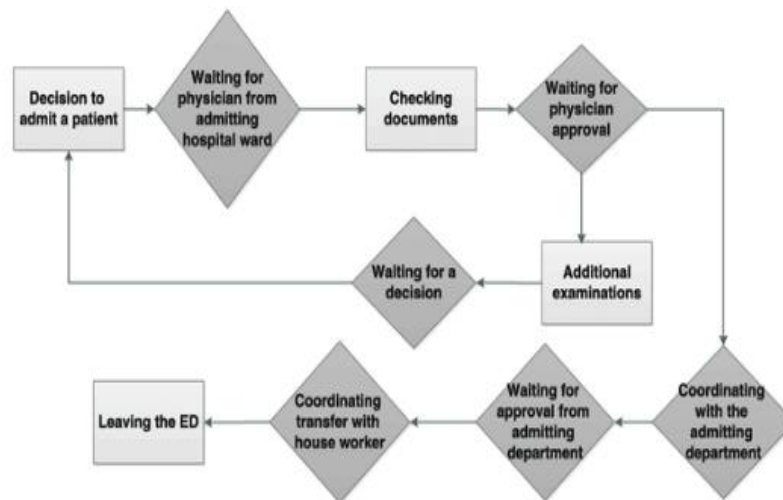 Decision to
admit a patient
Waiting for
physician from
admitting
hospital ward
Checking
documents
Waiting for
physician
approval
Additional
examinations
Waiting for a
decision
Coordinating
with the
admitting
department
Waiting for
approval from
admitting
department
Coordinating
transfer with
house worker
Leaving the ED